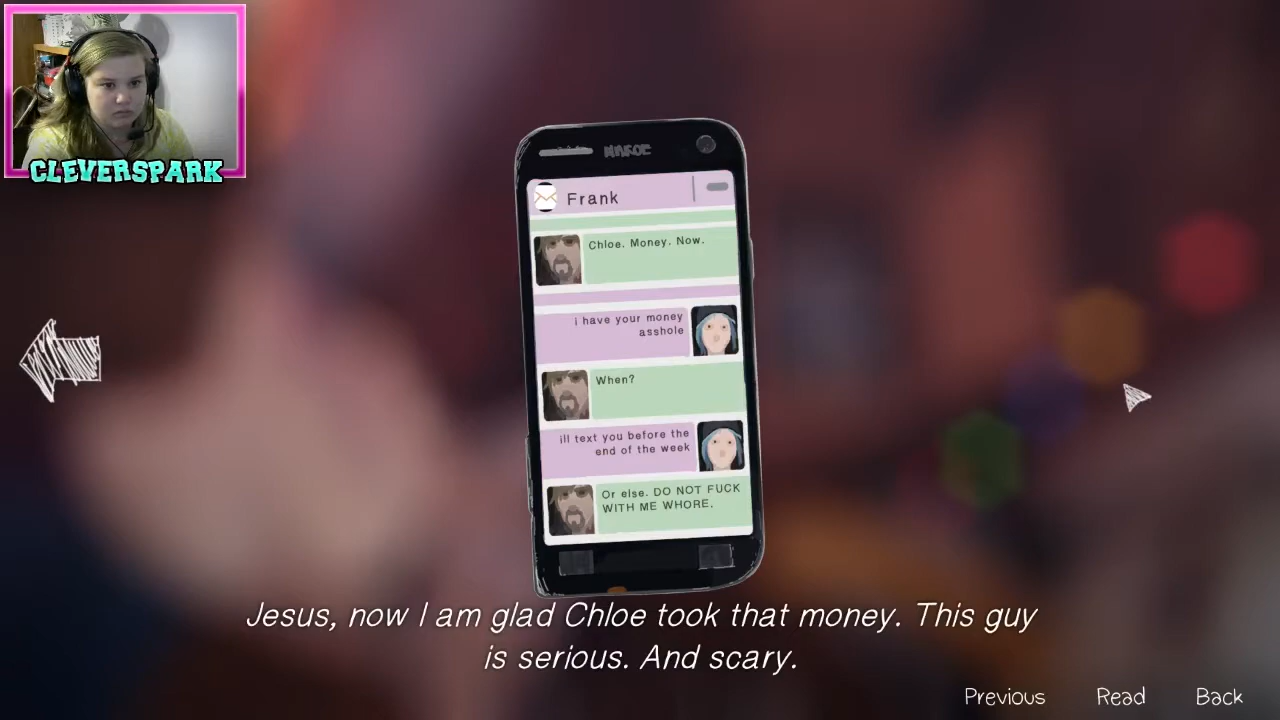 CLEVERSPARK
Frank
Chloe. Money. Now.
i have your money
asshole
When?
ill text you before the
end of the week
Or else. DO NOT FUCK
WITH ME WHORE.
Jesus, now I am glad Chloe took that money. This guy
is serious. And scary.
Previous Read Back